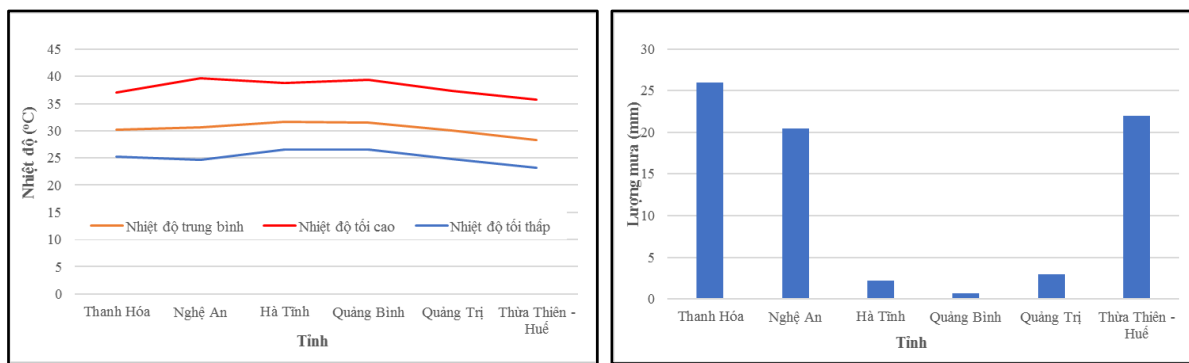 45
40
35
30
25
20
15
10
5
0
Nhiệt độ (°C)
Nhiệt độ trung bình
Nhiệt độ tối cao
Nhiệt độ tối thấp
Thanh Hóa
Nghệ An
Hà Tĩnh
Quảng Bình
Quảng Trị
Thừa Thiên -
Huế
Tỉnh
30
25
20
15
10
5
0
Lượng mưa (mm)
Thanh Hóa
Nghệ An
Hà Tĩnh
Quảng Bình
Quảng Trị
Thừa Thiên -
Huế
Tỉnh